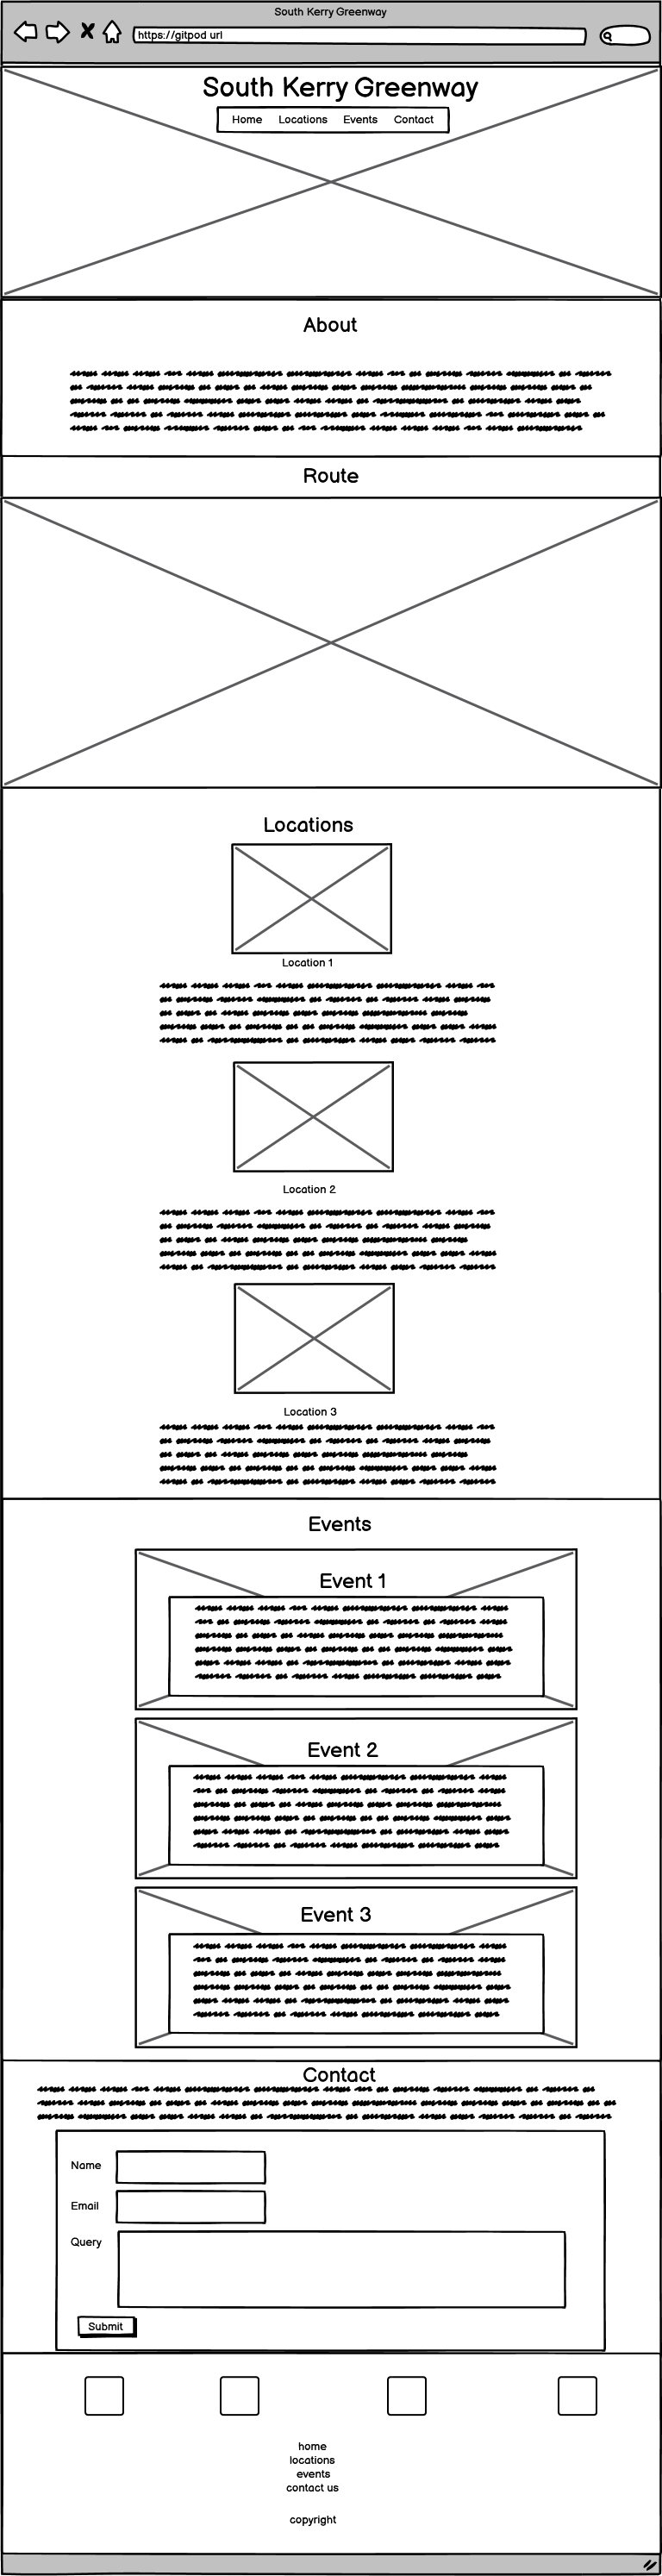 South Kerry Greenway
https://gitpod url
South Kerry Greenway
Home Locations Events Contact
About
Route
Locations
Location 1
Location 2
Location 3
Events
Event 1
Event 2
Event 3
Contact
Name
Email
Query
Submit
home
locations
events
contact us
copyright